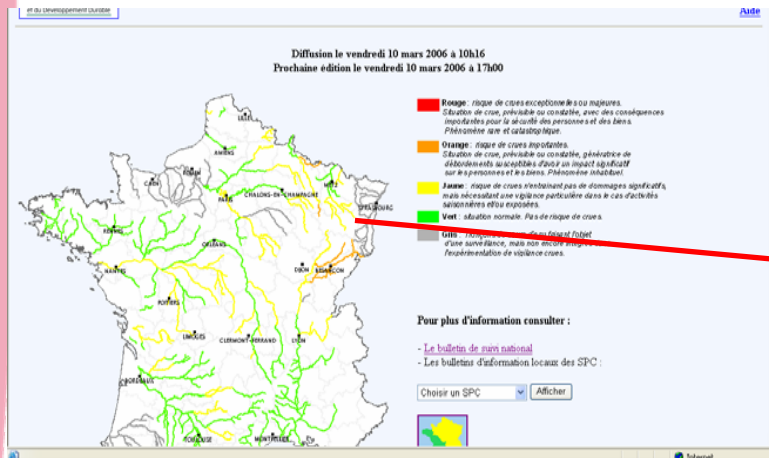 et du Développement Durable
Aide
Diffusion le vendredi 10 mars 2006 à 10h16
Prochaine édition le vendredi 10 mars 2006 à 17h00
Rouge : risque de crues exceptionnelles ou majeures.
Situation de crue, prévisible ou constatée, avec des conséquences
importantes pour la sécurité des personnes et des biens.
Phénomène rare et catastrophique.
Orange : risque de crues importantes.
Situation de crue, prévisible ou constatée, génératrice de
débordements susceptibles d'avoir un impact significatif
sur les personnes et les biens. Phénomène inhabituel.
Jaune : risque de crues n'entrainant pas de dommages significatifs,
mais nécessitant une vigilance particulière dans le cas d'activités
saisonnières et/ou exposées.
Vert : situation normale. Pas de risque de crues.
Gris : faisant l'objet
d'une surveillance, mais non encore
l'expérimentation de vigilance crues.
LILLE
AMIENS
ROUEN
CAEN
METZ
PARIS
CHALONS-EN-CHAMPAGNE
STRASBOURG
RENNES
ORLEANS
NANTES
DIJON
BESANCON
POITIERS
LIMOGES
CLERMONT-FERRAND
LYON
BORDEAUX
TOULOUSE
Pour plus d'information consulter :
- Le bulletin de suivi national
- Les bulletins d'information locaux des SPC :
Choisir un SPC
Afficher
Internet